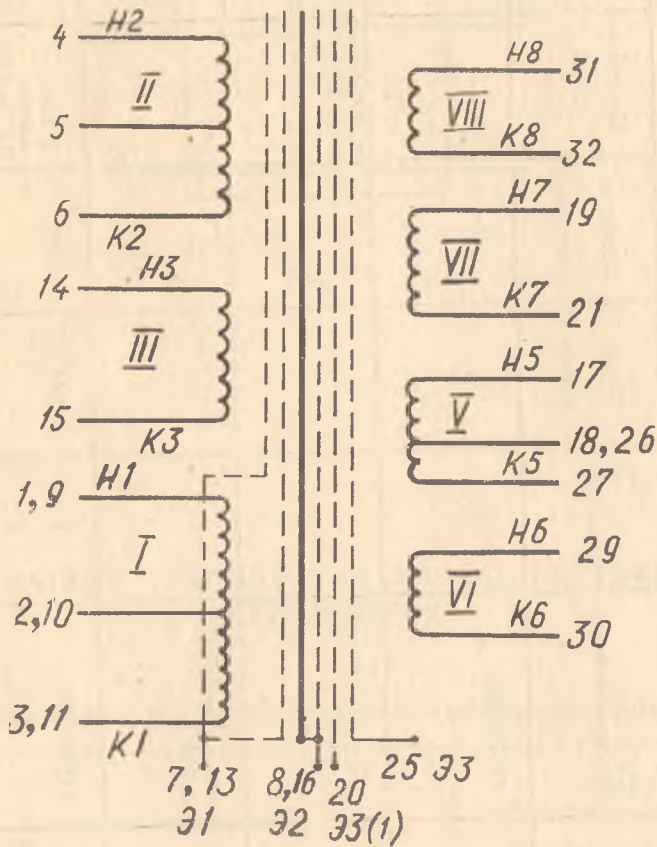 4 Н2
II
5
6
К2
Н3
14
III
15
К3
Н1
1,9
I
2,10
3,11
К1
7,13
Э1
8,16
Э2
20
Э3(1)
25 Э3
Н8 31
VIII
К8 32
Н7 19
VII
К7 21
Н5 17
V
18,26
К5
27
Н6 29
VI
К6 30